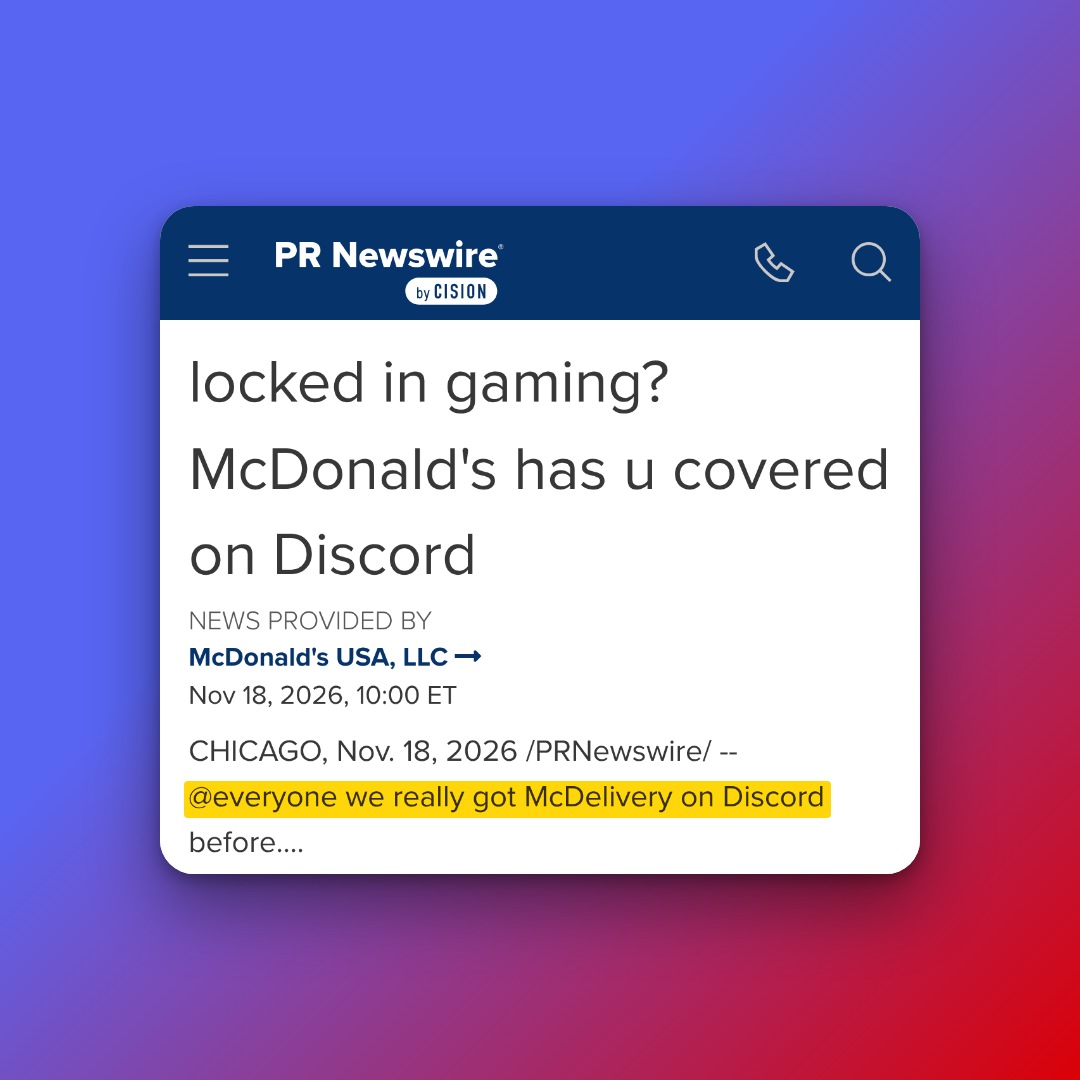 PR Newswire®
by CISION
locked in gaming?
McDonald's has u covered
on Discord
NEWS PROVIDED BY
McDonald's USA, LLC →
Nov 18, 2026, 10:00 ET
CHICAGO, Nov. 18, 2026 /PRNewswire/ --
@everyone we really got McDelivery on Discord
before....